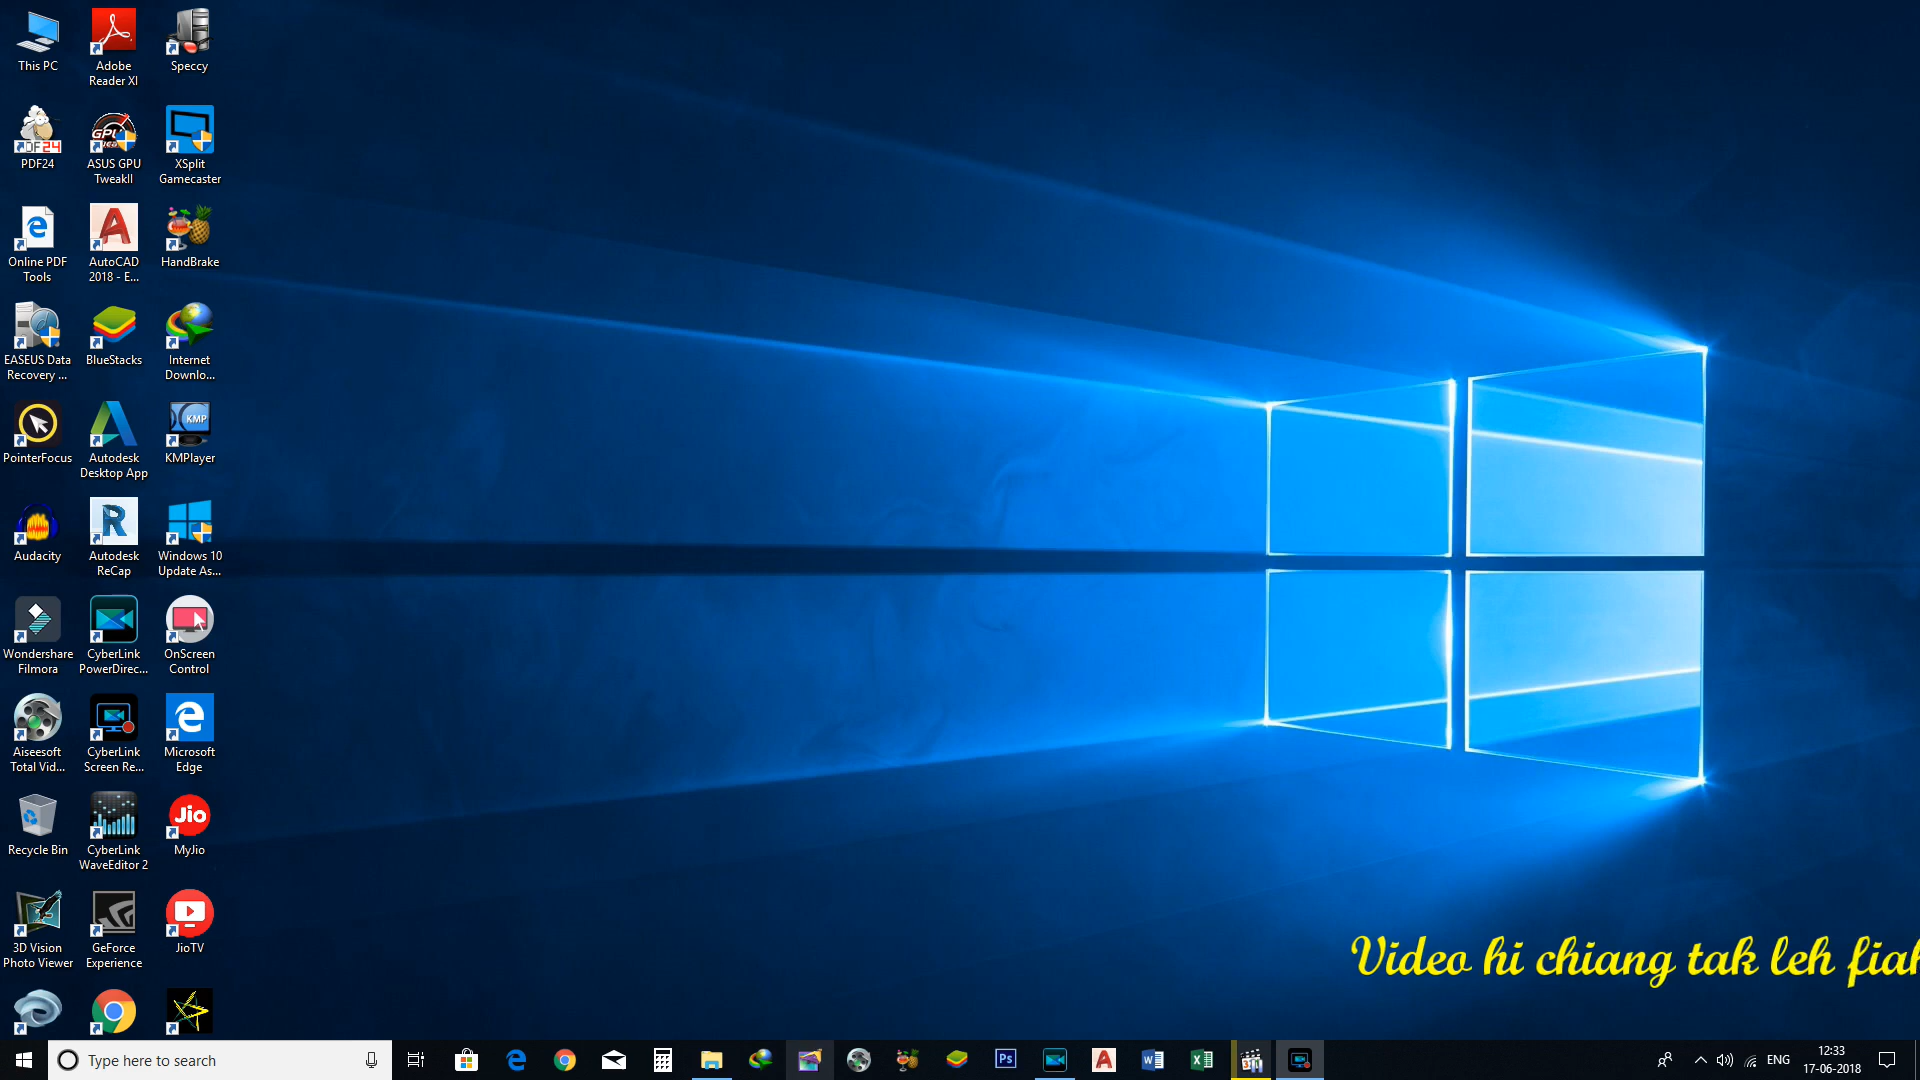 This PC
Adobe
Reader XI
Speccy
PDF24
ASUS GPU
TweakII
XSplit
Gamecaster
Online PDF
Tools
AutoCAD
2018 - E...
HandBrake
EASEUS Data
Recovery ...
BlueStacks
Internet
Downlo...
PointerFocus
Autodesk
Desktop App
KMP
KMPlayer
Audacity
Autodesk
ReCap
Windows 10
Update As...
Wondershare
Filmora
CyberLink
PowerDirec...
OnScreen
Control
Aiseesoft
Total Vid...
CyberLink
Screen Re...
Microsoft
Edge
Recycle Bin
CyberLink
WaveEditor 2
Jio
MyJio
3D Vision
Photo Viewer
GeForce
Experience
JioTV
Video hi chiang tak leh fiah
Type here to search
Ps
ENG
12:33
17-06-2018